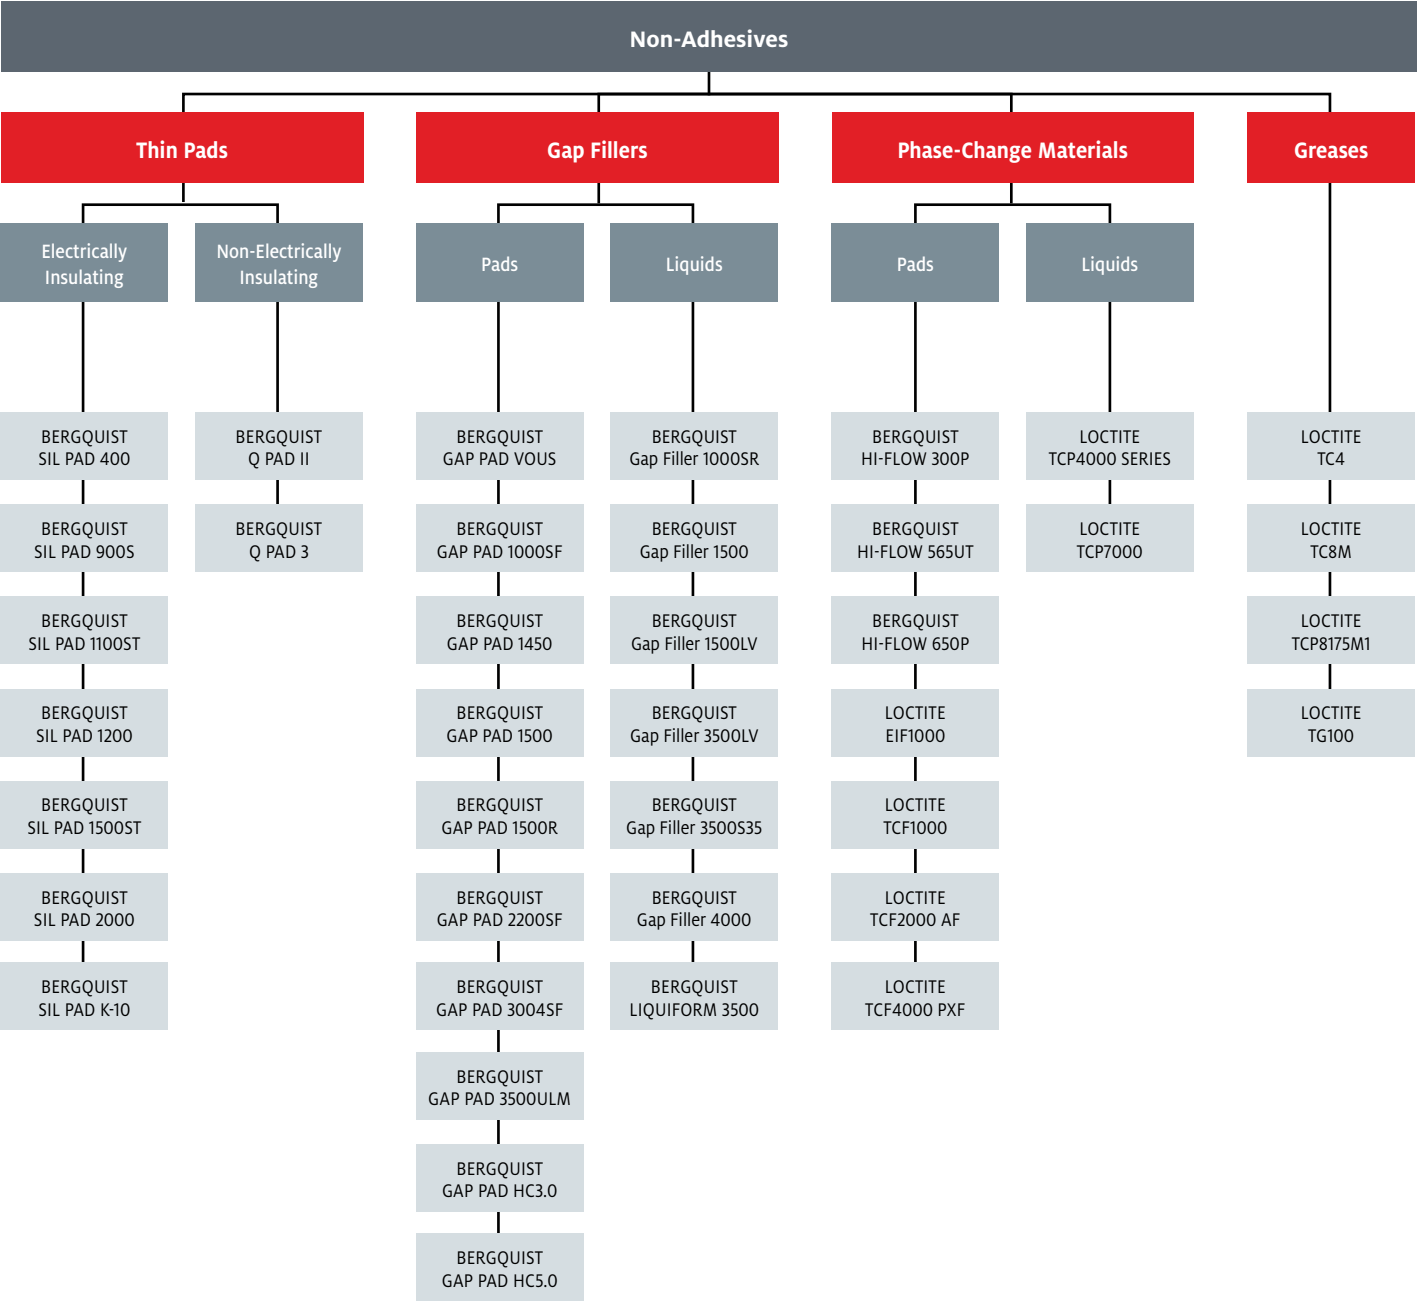 Non-Adhesives
Thin Pads
Gap Fillers
Phase-Change Materials
Greases
Electrically
Insulating
Non-Electrically
Insulating
Pads
Liquids
Pads
Liquids
BERGQUIST
SIL PAD 400
BERGQUIST
SIL PAD 900S
BERGQUIST
SIL PAD 1100ST
BERGQUIST
SIL PAD 1200
BERGQUIST
SIL PAD 1500ST
BERGQUIST
SIL PAD 2000
BERGQUIST
SIL PAD K-10
BERGQUIST
Q PAD II
BERGQUIST
Q PAD 3
BERGQUIST
GAP PAD VOUS
BERGQUIST
GAP PAD 1000SF
BERGQUIST
GAP PAD 1450
BERGQUIST
GAP PAD 1500
BERGQUIST
GAP PAD 1500R
BERGQUIST
GAP PAD 2200SF
BERGQUIST
GAP PAD 3004SF
BERGQUIST
GAP PAD 3500ULM
BERGQUIST
GAP PAD HC3.0
BERGQUIST
GAP PAD HC5.0
BERGQUIST
Gap Filler 1000SR
BERGQUIST
Gap Filler 1500
BERGQUIST
Gap Filler 1500LV
BERGQUIST
Gap Filler 3500LV
BERGQUIST
Gap Filler 3500S35
BERGQUIST
Gap Filler 4000
BERGQUIST
LIQUIFORM 3500
BERGQUIST
HI-FLOW 300P
BERGQUIST
HI-FLOW 565UT
BERGQUIST
HI-FLOW 650P
LOCTITE
EIF1000
LOCTITE
TCF1000
LOCTITE
TCF2000 AF
LOCTITE
TCF4000 PXF
LOCTITE
TCP4000 SERIES
LOCTITE
TCP7000
LOCTITE
TC4
LOCTITE
TC8M
LOCTITE
TCP8175M1
LOCTITE
TG100